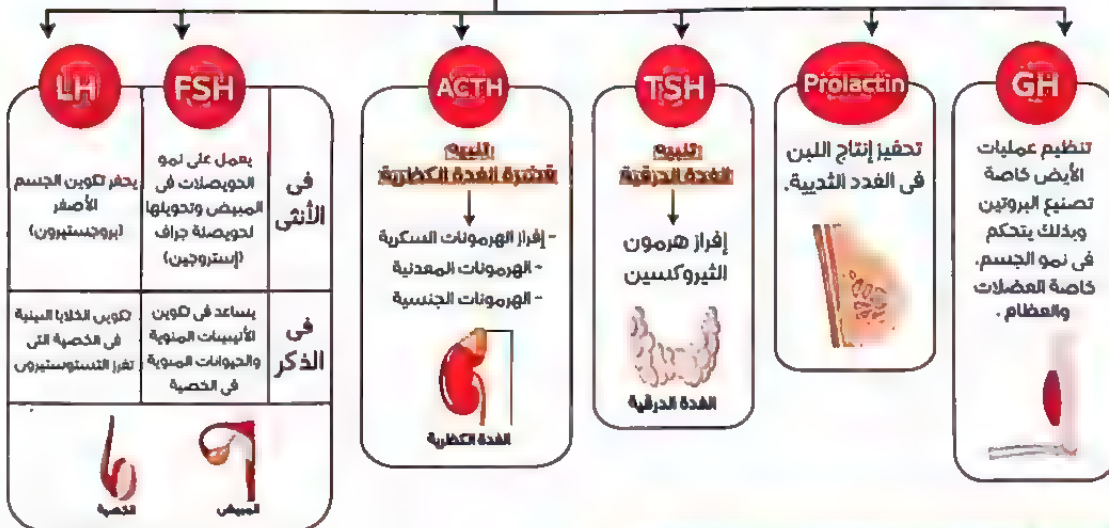 GH
تنظيم عمليات
الأيض خاصة
تصنيع البروتين
وبذلك يتحكم
فى نمو الجسم،
خاصة العضلات
والعظام.
Prolactin
تحفيز إنتاج اللبن
فى الغدد الثديية.
TSH
تنبيه
الغدة الدرقية
إفراز هرمون
الثيروكسين
الغدة الدرقية
ACTH
تنبيه
قشرة الغدة الكظرية
- إفراز الهرمونات السكرية
- الهرمونات المعدنية
- الهرمونات الجنسية
الغدة الكظرية
FSH
LH
فى
الأنثى
يعمل على نمو
الحويصلات فى
المبيض وتحويلها
لحويصلة جراف
(إستروجين)
يحفز تكوين الجسم
الأصفر
(بروجستيرون)
فى
الذكر
يساعد فى تكوين
الأنيبيبات المنوية
والحيوانات المنوية
فى الخصية
تكوين الخلايا البينية
فى الخصية التى
تفرز التستوستيرون
المبيض
الخصية